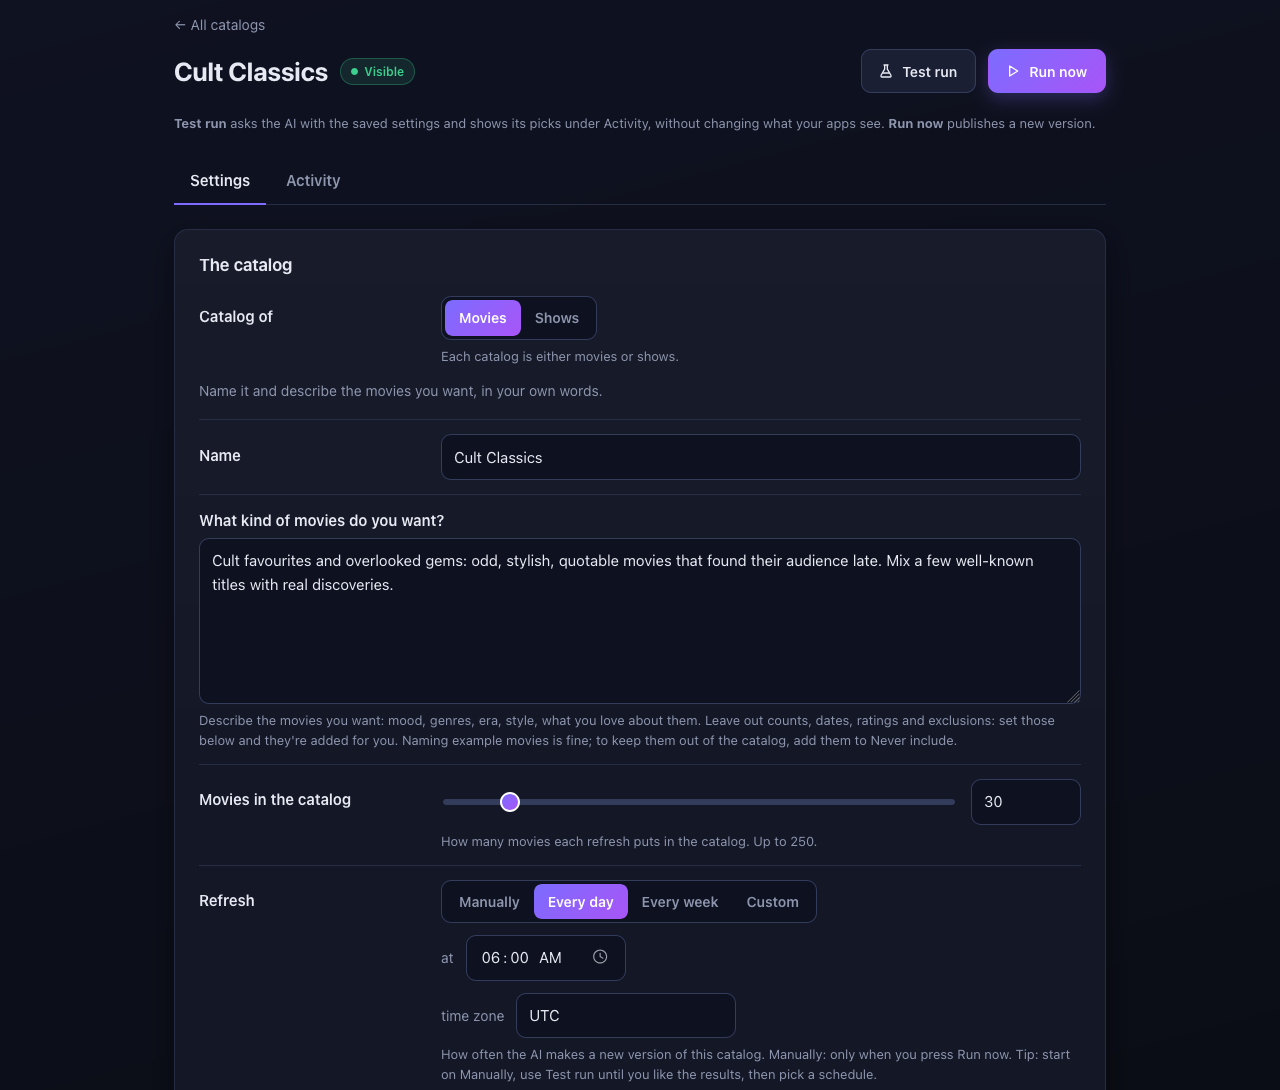 ← All catalogs
Cult Classics
Visible
Test run
Run now
Test run asks the AI with the saved settings and shows its picks under Activity, without changing what your apps see. Run now publishes a new version.
Settings
Activity
The catalog
Catalog of
Movies
Shows
Each catalog is either movies or shows.
Name it and describe the movies you want, in your own words.
Name
Cult Classics
What kind of movies do you want?
Cult favourites and overlooked gems: odd, stylish, quotable movies that found their audience late. Mix a few well-known
titles with real discoveries.
Describe the movies you want: mood, genres, era, style, what you love about them. Leave out counts, dates, ratings and exclusions: set those
below and they're added for you. Naming example movies is fine; to keep them out of the catalog, add them to Never include.
Movies in the catalog
30
How many movies each refresh puts in the catalog. Up to 250.
Refresh
Manually
Every day
Every week
Custom
at
06:00 AM
time zone
UTC
How often the AI makes a new version of this catalog. Manually: only when you press Run now. Tip: start
on Manually, use Test run until you like the results, then pick a schedule.